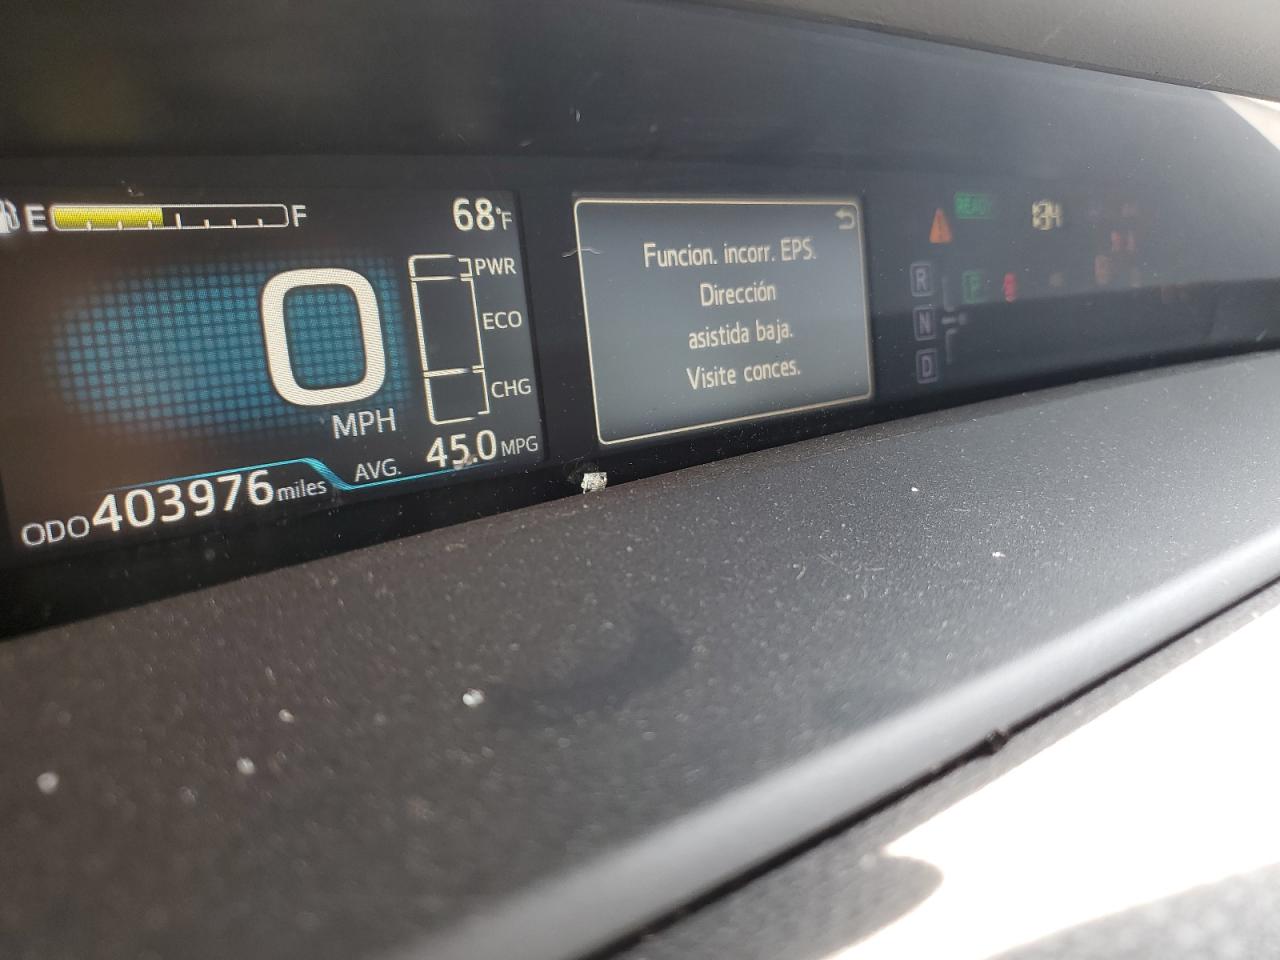 E F
68°F
PWR
ECO
CHG
0
MPH
AVG. 45.0 MPG
ODO 403976 miles
Funcion. incorr. EPS.
Dirección
asistida baja.
Visite conces.
READY
R
P
N
D